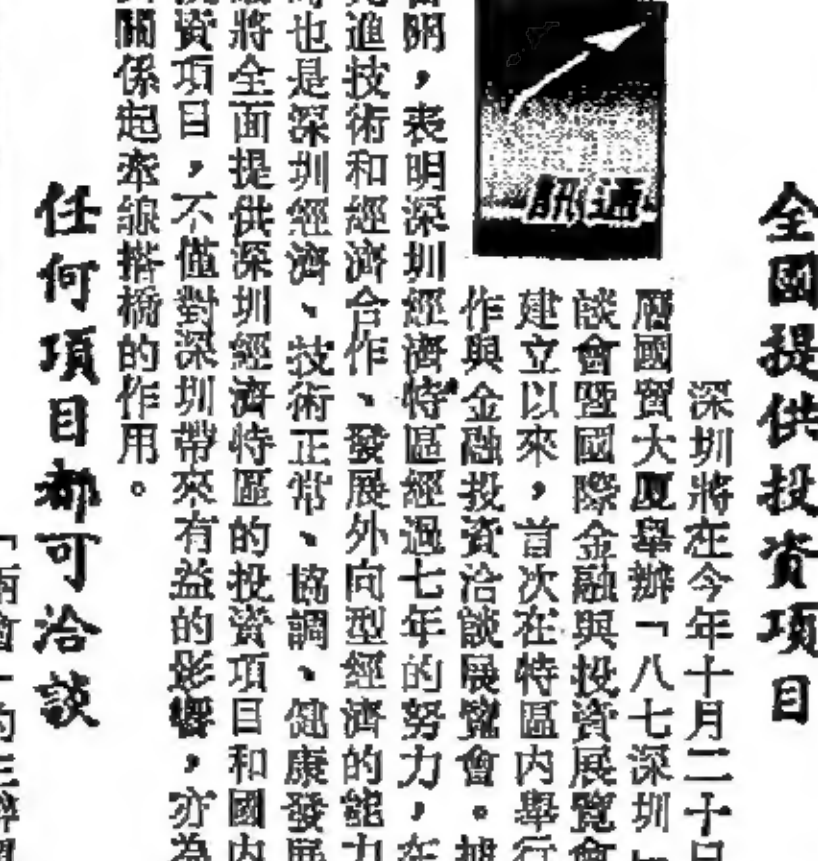 全國提供投資項目
深圳將在今年十月二十日
層國貿大厦舉辦「八七深圳
談會暨國際金融與投資展覽會
建立以來，首次在特區內舉行
作與金融投資洽談展覽會。據
通訊
開，表明深圳經濟特區經過七年的努力，在
進技術和經濟合作、發展外向型經濟的能力
也是深圳經濟、技術正常、協調、健康發展
將全面提供深圳經濟特區的投資項目和國内
資項目，不僅對深圳帶來有益的影響，亦為
關係起牽線搭橋的作用。
任何項目都可洽談